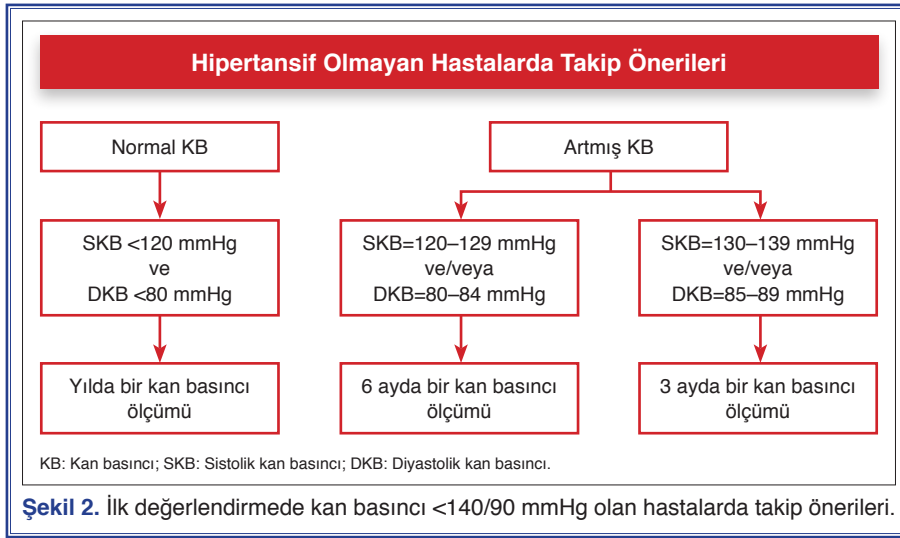 Hipertansif Olmayan Hastalarda Takip Önerileri
Normal KB
Artmış KB
SKB <120 mmHg
ve
DKB <80 mmHg
SKB=120–129 mmHg
ve/veya
DKB=80–84 mmHg
SKB=130–139 mmHg
ve/veya
DKB=85–89 mmHg
Yılda bir kan basıncı
ölçümü
6 ayda bir kan basıncı
ölçümü
3 ayda bir kan basıncı
ölçümü
KB: Kan basıncı; SKB: Sistolik kan basıncı; DKB: Diyastolik kan basıncı.
Şekil 2. İlk değerlendirmede kan basıncı <140/90 mmHg olan hastalarda takip önerileri.